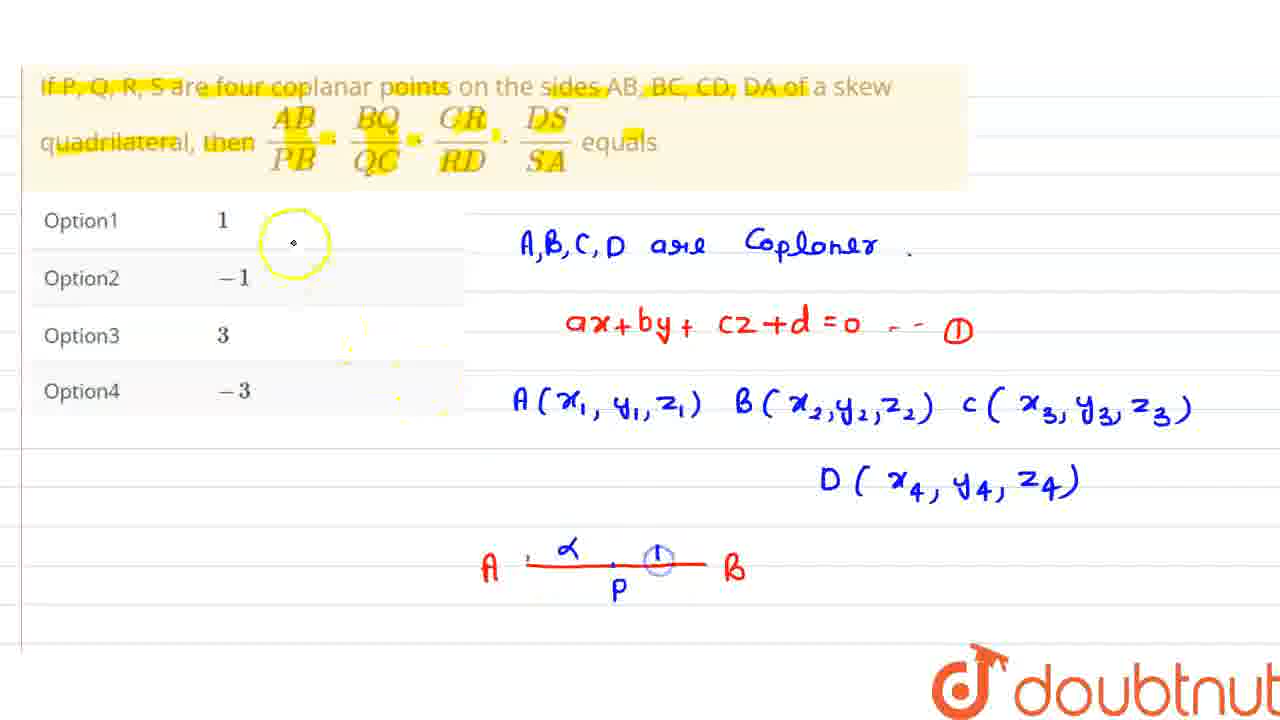 If P, Q, R, S are four coplanar points on the sides AB, BC, CD, DA of a skew
quadrilateral, then AB/PB · BQ/QC · CR/RD · DS/SA equals
Option1 1
Option2 -1
Option3 3
Option4 -3
A,B,C,D are Coplaner .
ax+by+cz+d=0 --- ①
A(x₁, y₁, z₁) B(x₂, y₂, z₂) C(x₃, y₃, z₃)
D(x₄, y₄, z₄)
α 1
A B
P
doubtnut